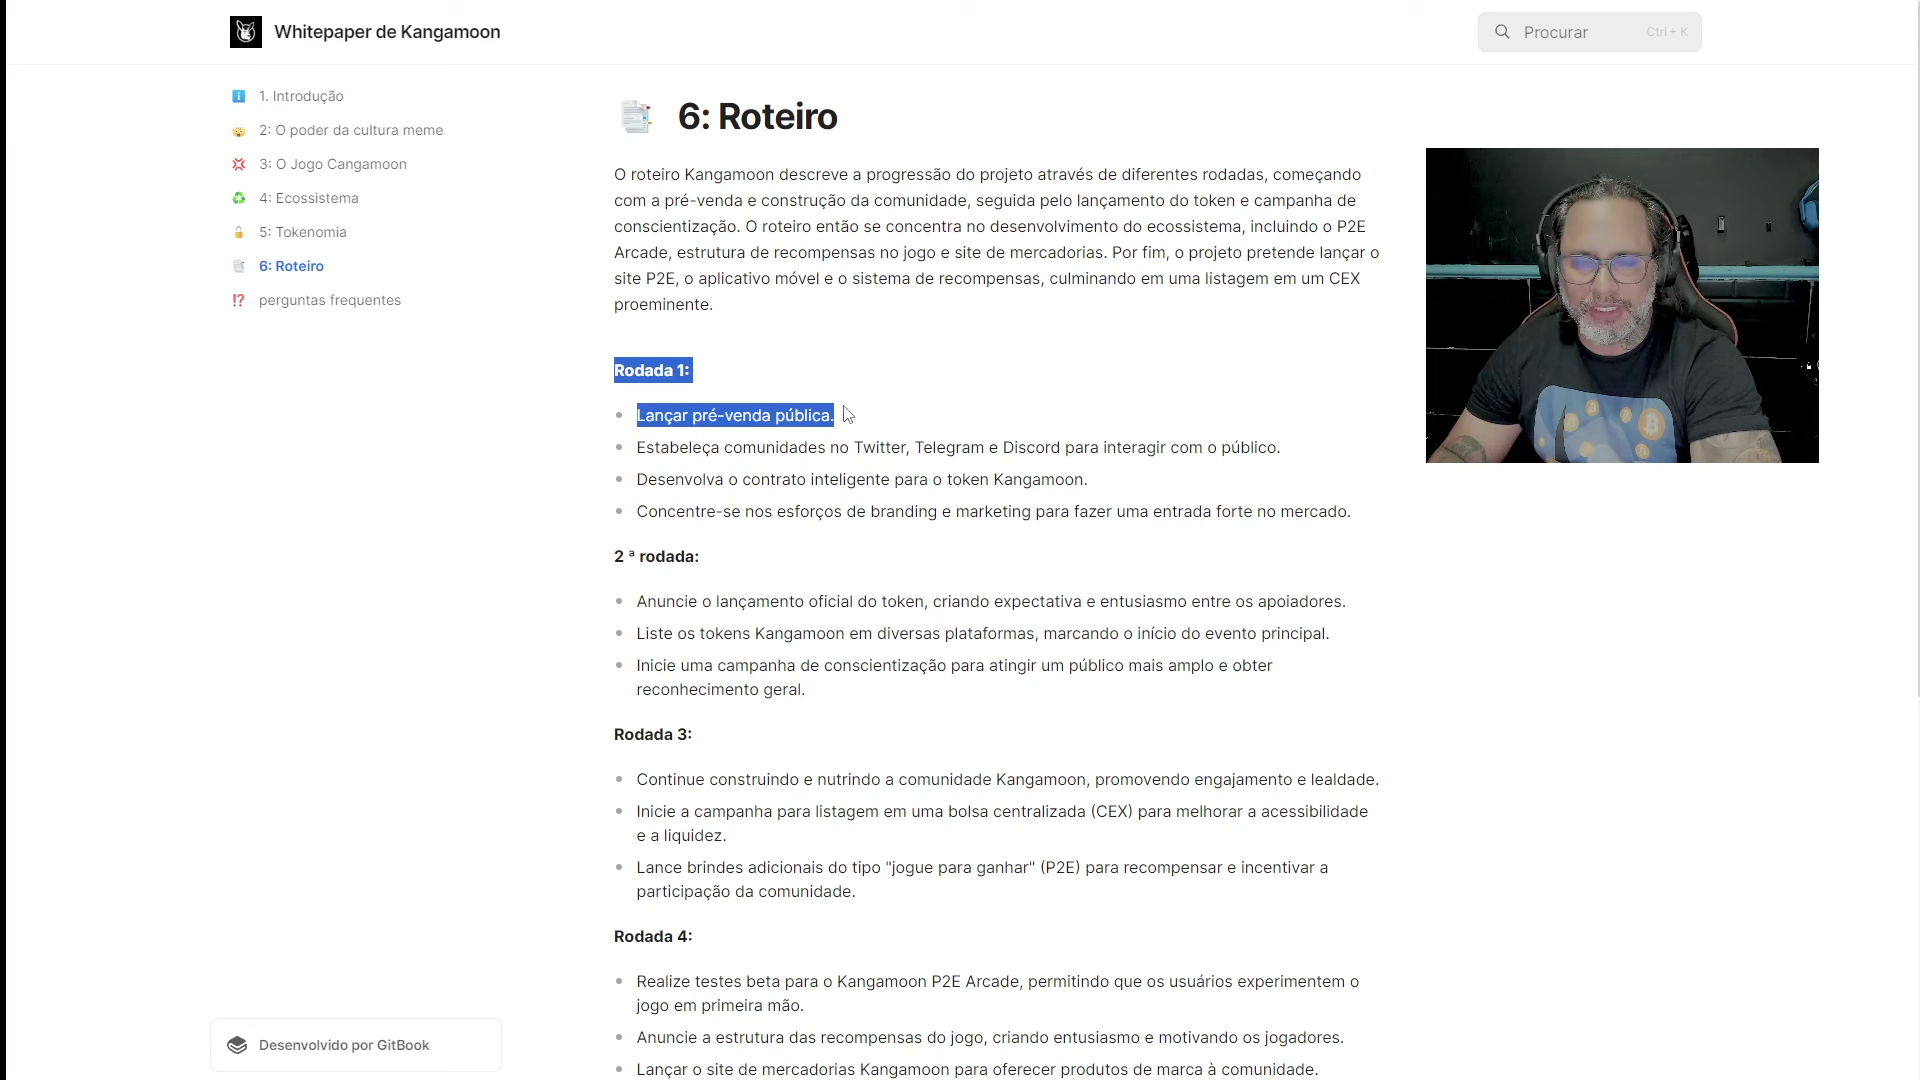 Whitepaper de Kangamoon
Procurar
Ctrl + K
1. Introdução
2: O poder da cultura meme
3: O Jogo Cangamoon
4: Ecossistema
5: Tokenomia
6: Roteiro
perguntas frequentes
6: Roteiro
O roteiro Kangamoon descreve a progressão do projeto através de diferentes rodadas, começando
com a pré-venda e construção da comunidade, seguida pelo lançamento do token e campanha de
conscientização. O roteiro então se concentra no desenvolvimento do ecossistema, incluindo o P2E
Arcade, estrutura de recompensas no jogo e site de mercadorias. Por fim, o projeto pretende lançar o
site P2E, o aplicativo móvel e o sistema de recompensas, culminando em uma listagem em um CEX
proeminente.
Rodada 1:
Lançar pré-venda pública.
Estabeleça comunidades no Twitter, Telegram e Discord para interagir com o público.
Desenvolva o contrato inteligente para o token Kangamoon.
Concentre-se nos esforços de branding e marketing para fazer uma entrada forte no mercado.
2 ª rodada:
Anuncie o lançamento oficial do token, criando expectativa e entusiasmo entre os apoiadores.
Liste os tokens Kangamoon em diversas plataformas, marcando o início do evento principal.
Inicie uma campanha de conscientização para atingir um público mais amplo e obter
reconhecimento geral.
Rodada 3:
Continue construindo e nutrindo a comunidade Kangamoon, promovendo engajamento e lealdade.
Inicie a campanha para listagem em uma bolsa centralizada (CEX) para melhorar a acessibilidade
e a liquidez.
Lance brindes adicionais do tipo "jogue para ganhar" (P2E) para recompensar e incentivar a
participação da comunidade.
Rodada 4:
Realize testes beta para o Kangamoon P2E Arcade, permitindo que os usuários experimentem o
jogo em primeira mão.
Anuncie a estrutura das recompensas do jogo, criando entusiasmo e motivando os jogadores.
Lançar o site de mercadorias Kangamoon para oferecer produtos de marca à comunidade.
Desenvolvido por GitBook